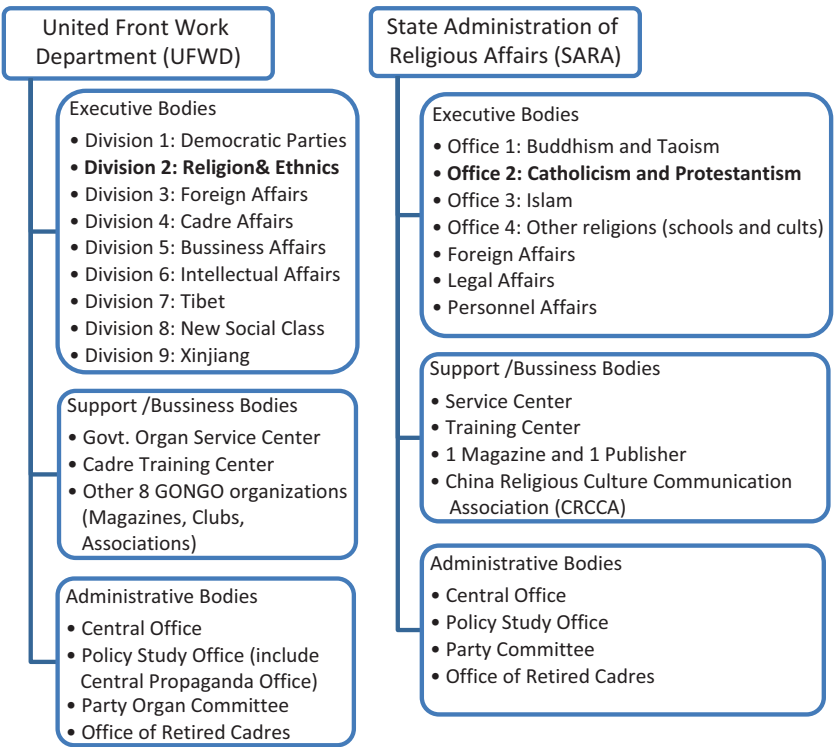 United Front Work
Department (UFWD)
Executive Bodies
• Division 1: Democratic Parties
• Division 2: Religion& Ethnics
• Division 3: Foreign Affairs
• Division 4: Cadre Affairs
• Division 5: Bussiness Affairs
• Division 6: Intellectual Affairs
• Division 7: Tibet
• Division 8: New Social Class
• Division 9: Xinjiang
Support /Bussiness Bodies
• Govt. Organ Service Center
• Cadre Training Center
• Other 8 GONGO organizations
(Magazines, Clubs,
Associations)
Administrative Bodies
• Central Office
• Policy Study Office (include
Central Propaganda Office)
• Party Organ Committee
• Office of Retired Cadres
State Administration of
Religious Affairs (SARA)
Executive Bodies
• Office 1: Buddhism and Taoism
• Office 2: Catholicism and Protestantism
• Office 3: Islam
• Office 4: Other religions (schools and cults)
• Foreign Affairs
• Legal Affairs
• Personnel Affairs
Support /Bussiness Bodies
• Service Center
• Training Center
• 1 Magazine and 1 Publisher
• China Religious Culture Communication
Association (CRCCA)
Administrative Bodies
• Central Office
• Policy Study Office
• Party Committee
• Office of Retired Cadres